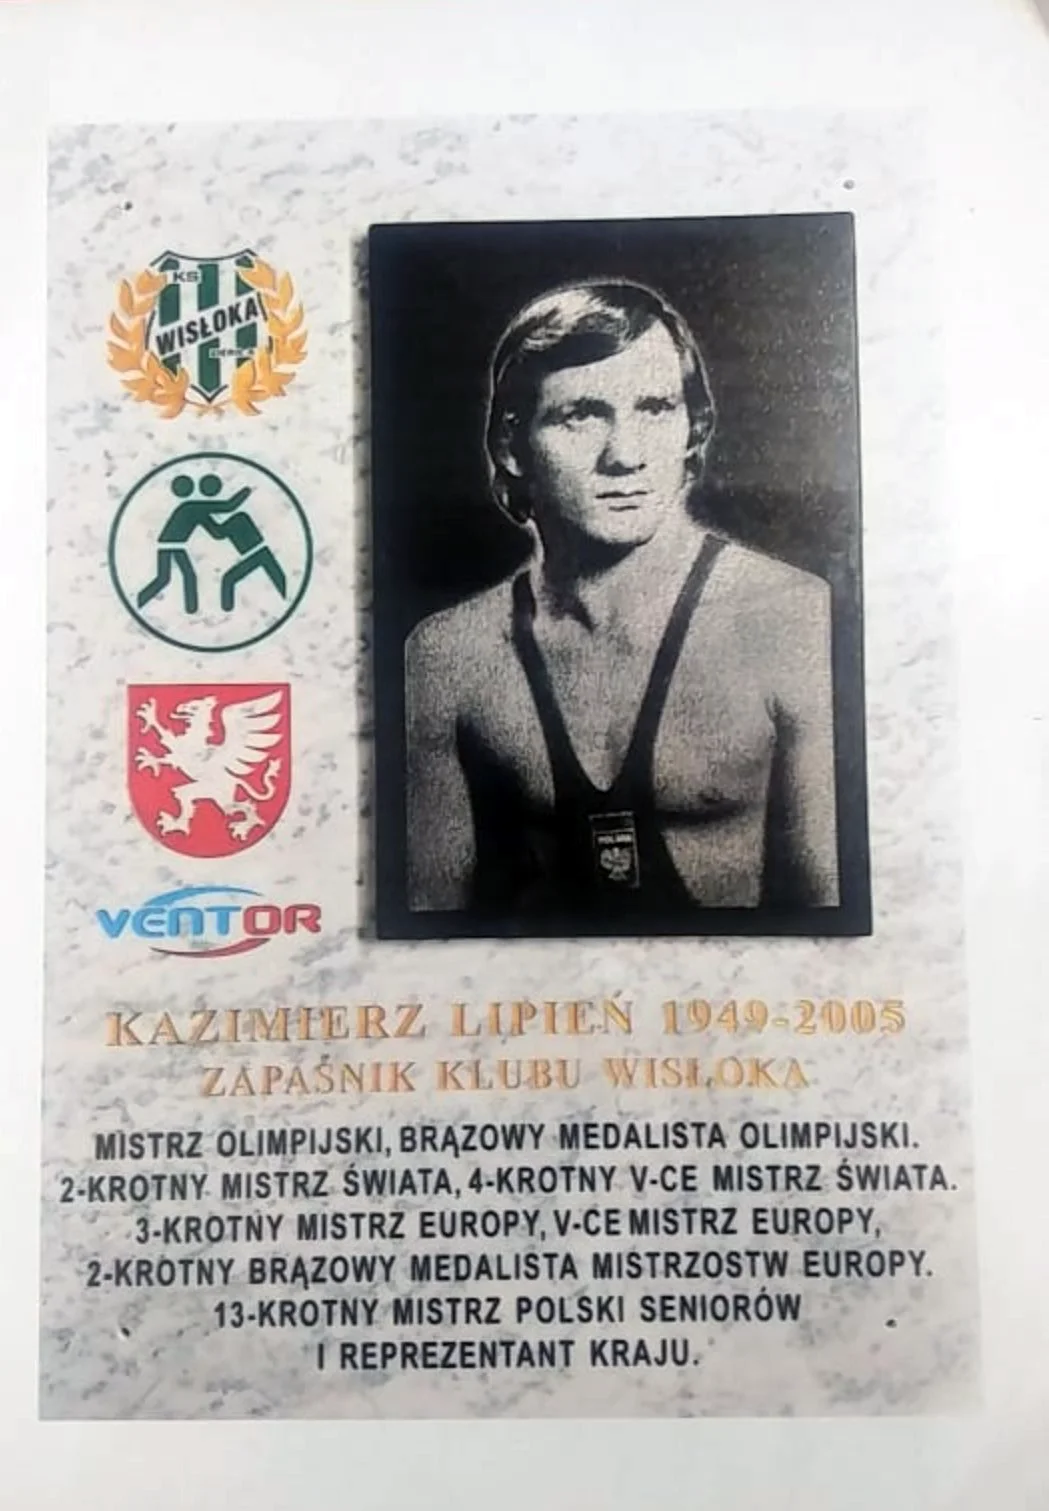 KS
WISŁOKA
DĘBICA
POLSKA
VENTOR
KAZIMIERZ LIPIEŃ 1949-2005
ZAPAŚNIK KLUBU WISŁOKA
MISTRZ OLIMPIJSKI, BRĄZOWY MEDALISTA OLIMPIJSKI.
2-KROTNY MISTRZ ŚWIATA, 4-KROTNY V-CE MISTRZ ŚWIATA.
3-KROTNY MISTRZ EUROPY, V-CE MISTRZ EUROPY,
2-KROTNY BRĄZOWY MEDALISTA MISTRZOSTW EUROPY.
13-KROTNY MISTRZ POLSKI SENIORÓW
I REPREZENTANT KRAJU.